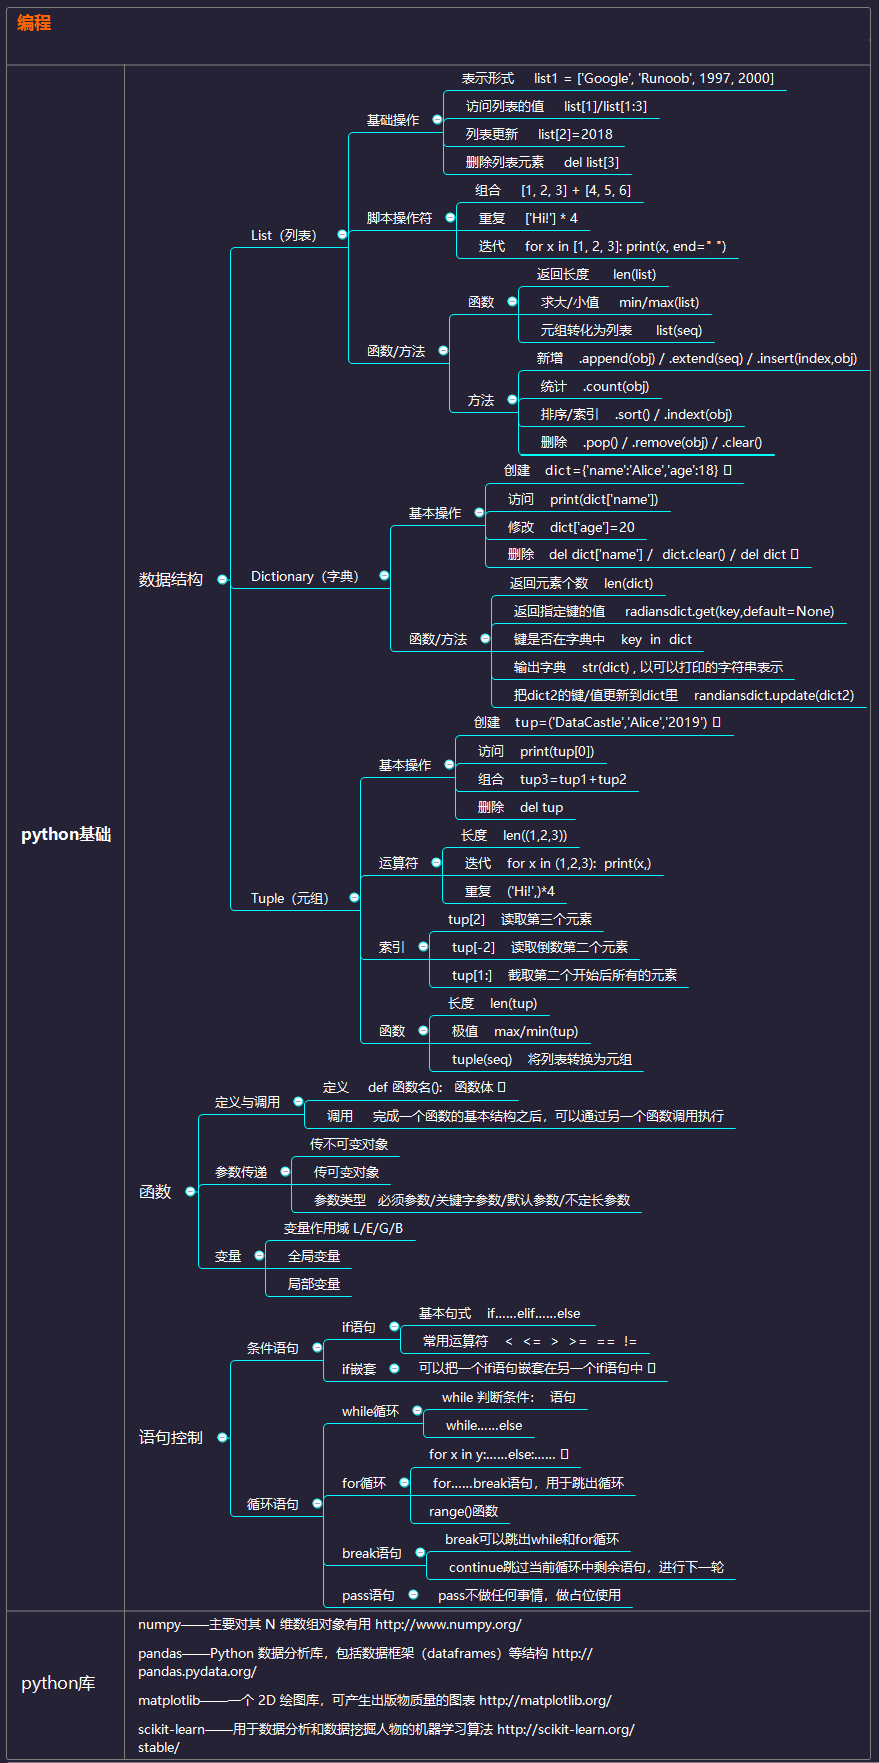 编程
python基础
数据结构
List（列表）
基础操作
表示形式 list1 = ['Google', 'Runoob', 1997, 2000]
访问列表的值 list[1]/list[1:3]
列表更新 list[2]=2018
删除列表元素 del list[3]
脚本操作符
组合 [1, 2, 3] + [4, 5, 6]
重复 ['Hi!'] * 4
迭代 for x in [1, 2, 3]: print(x, end=" ")
函数/方法
函数
返回长度 len(list)
求大/小值 min/max(list)
元组转化为列表 list(seq)
方法
新增 .append(obj) / .extend(seq) / .insert(index,obj)
统计 .count(obj)
排序/索引 .sort() / .indext(obj)
删除 .pop() / .remove(obj) / .clear()
Dictionary（字典）
基本操作
创建 dict={'name':'Alice','age':18}
访问 print(dict['name'])
修改 dict['age']=20
删除 del dict['name'] / dict.clear() / del dict
函数/方法
返回元素个数 len(dict)
返回指定键的值 radiansdict.get(key,default=None)
键是否在字典中 key in dict
输出字典 str(dict) , 以可以打印的字符串表示
把dict2的键/值更新到dict里 randiansdict.update(dict2)
Tuple（元组）
基本操作
创建 tup=('DataCastle','Alice','2019')
访问 print(tup[0])
组合 tup3=tup1+tup2
删除 del tup
运算符
长度 len((1,2,3))
迭代 for x in (1,2,3): print(x,)
重复 ('Hi!',)*4
索引
tup[2] 读取第三个元素
tup[-2] 读取倒数第二个元素
tup[1:] 截取第二个开始后所有的元素
函数
长度 len(tup)
极值 max/min(tup)
tuple(seq) 将列表转换为元组
函数
定义与调用
定义 def 函数名(): 函数体
调用 完成一个函数的基本结构之后，可以通过另一个函数调用执行
参数传递
传不可变对象
传可变对象
参数类型 必须参数/关键字参数/默认参数/不定长参数
变量
变量作用域 L/E/G/B
全局变量
局部变量
语句控制
条件语句
if语句
基本句式 if......elif......else
常用运算符 < <= > >= == !=
if嵌套
可以把一个if语句嵌套在另一个if语句中
循环语句
while循环
while 判断条件： 语句
while......else
for循环
for x in y:......else:......
for......break语句，用于跳出循环
range()函数
break语句
break可以跳出while和for循环
continue跳过当前循环中剩余语句，进行下一轮
pass语句
pass不做任何事情，做占位使用
python库
numpy——主要对其 N 维数组对象有用 http://www.numpy.org/
pandas——Python 数据分析库，包括数据框架（dataframes）等结构 http://
pandas.pydata.org/
matplotlib——一个 2D 绘图库，可产生出版物质量的图表 http://matplotlib.org/
scikit-learn——用于数据分析和数据挖掘人物的机器学习算法 http://scikit-learn.org/
stable/